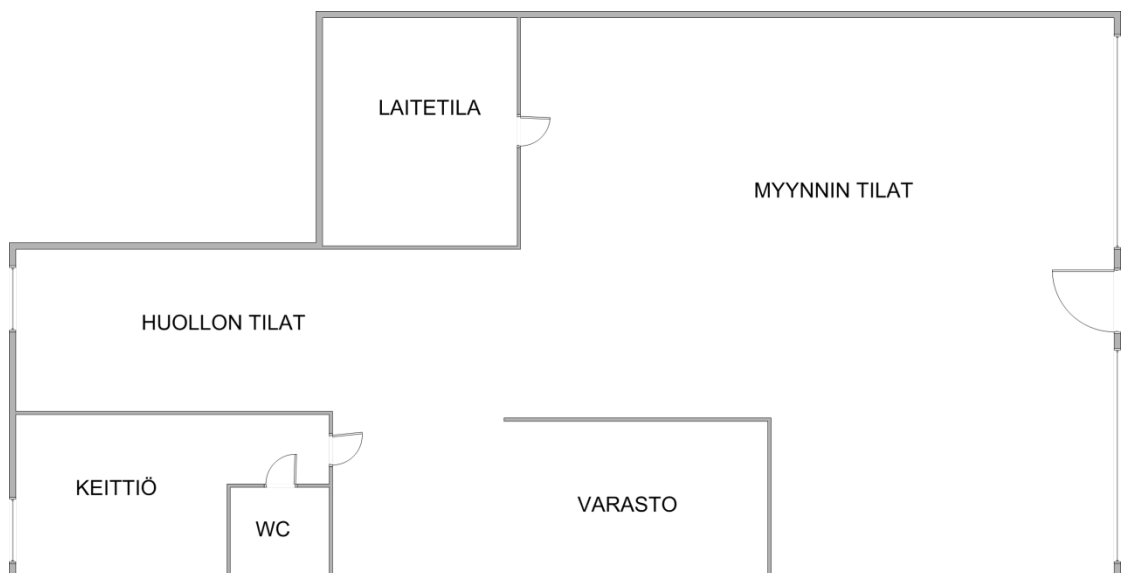 LAITETILA
MYYNNIN TILAT
HUOLLON TILAT
KEITTIÖ
VARASTO
WC